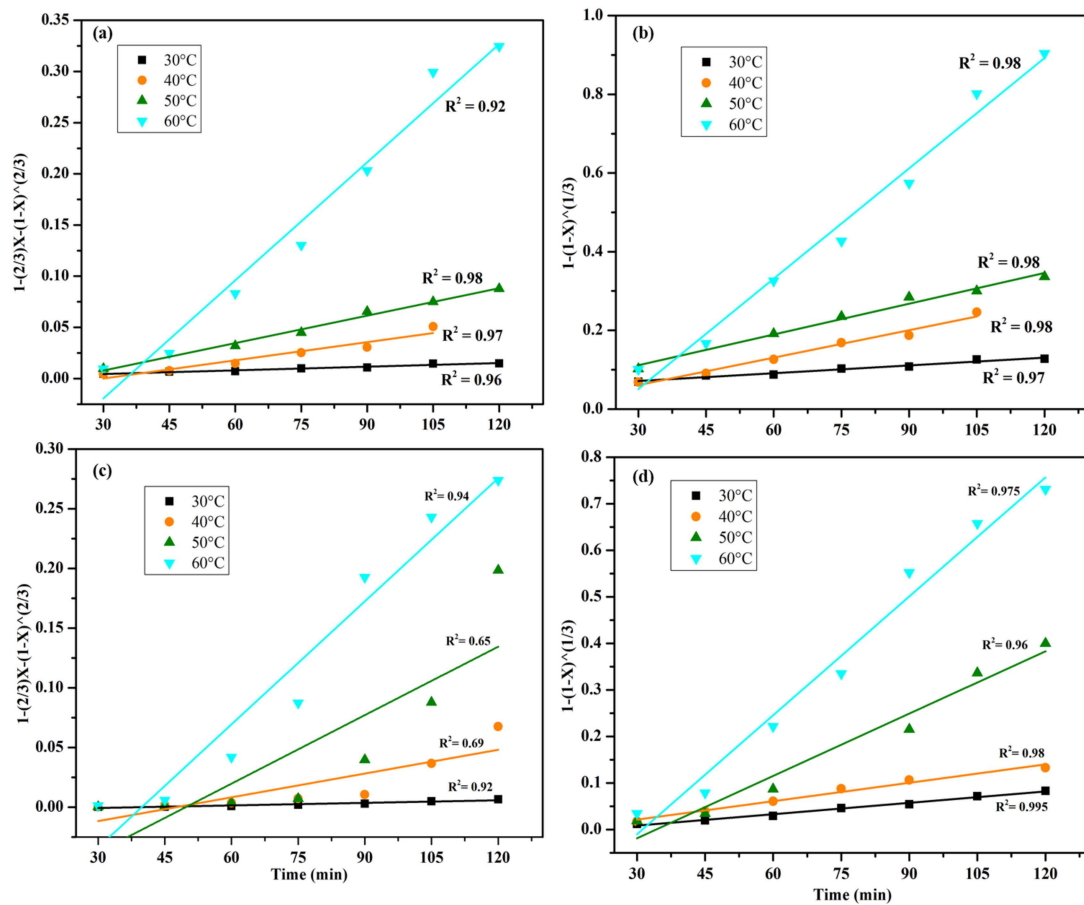 (a)
30°C
40°C
50°C
60°C
R² = 0.92
R² = 0.98
R² = 0.97
R² = 0.96
1-(2/3)X-(1-X)^(2/3)
0.35
0.30
0.25
0.20
0.15
0.10
0.05
0.00
30 45 60 75 90 105 120
(b)
30°C
40°C
50°C
60°C
R² = 0.98
R² = 0.98
R² = 0.98
R² = 0.97
1-(1-X)^(1/3)
1.0
0.8
0.6
0.4
0.2
0.0
30 45 60 75 90 105 120
(c)
30°C
40°C
50°C
60°C
R²= 0.94
R²= 0.65
R²= 0.69
R²= 0.92
1-(2/3)X-(1-X)^(2/3)
0.30
0.25
0.20
0.15
0.10
0.05
0.00
30 45 60 75 90 105 120
Time (min)
(d)
30°C
40°C
50°C
60°C
R²= 0.975
R²= 0.96
R²= 0.98
R²= 0.995
1-(1-X)^(1/3)
0.8
0.7
0.6
0.5
0.4
0.3
0.2
0.1
0.0
30 45 60 75 90 105 120
Time (min)